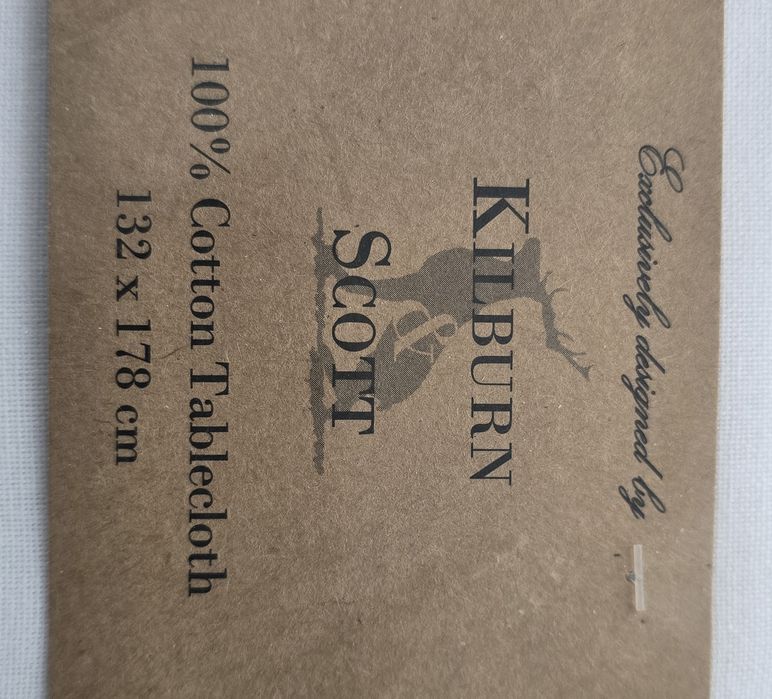 Exclusively designed by
KILBURN
SCOTT
100% Cotton Tablecloth
132 x 178 cm